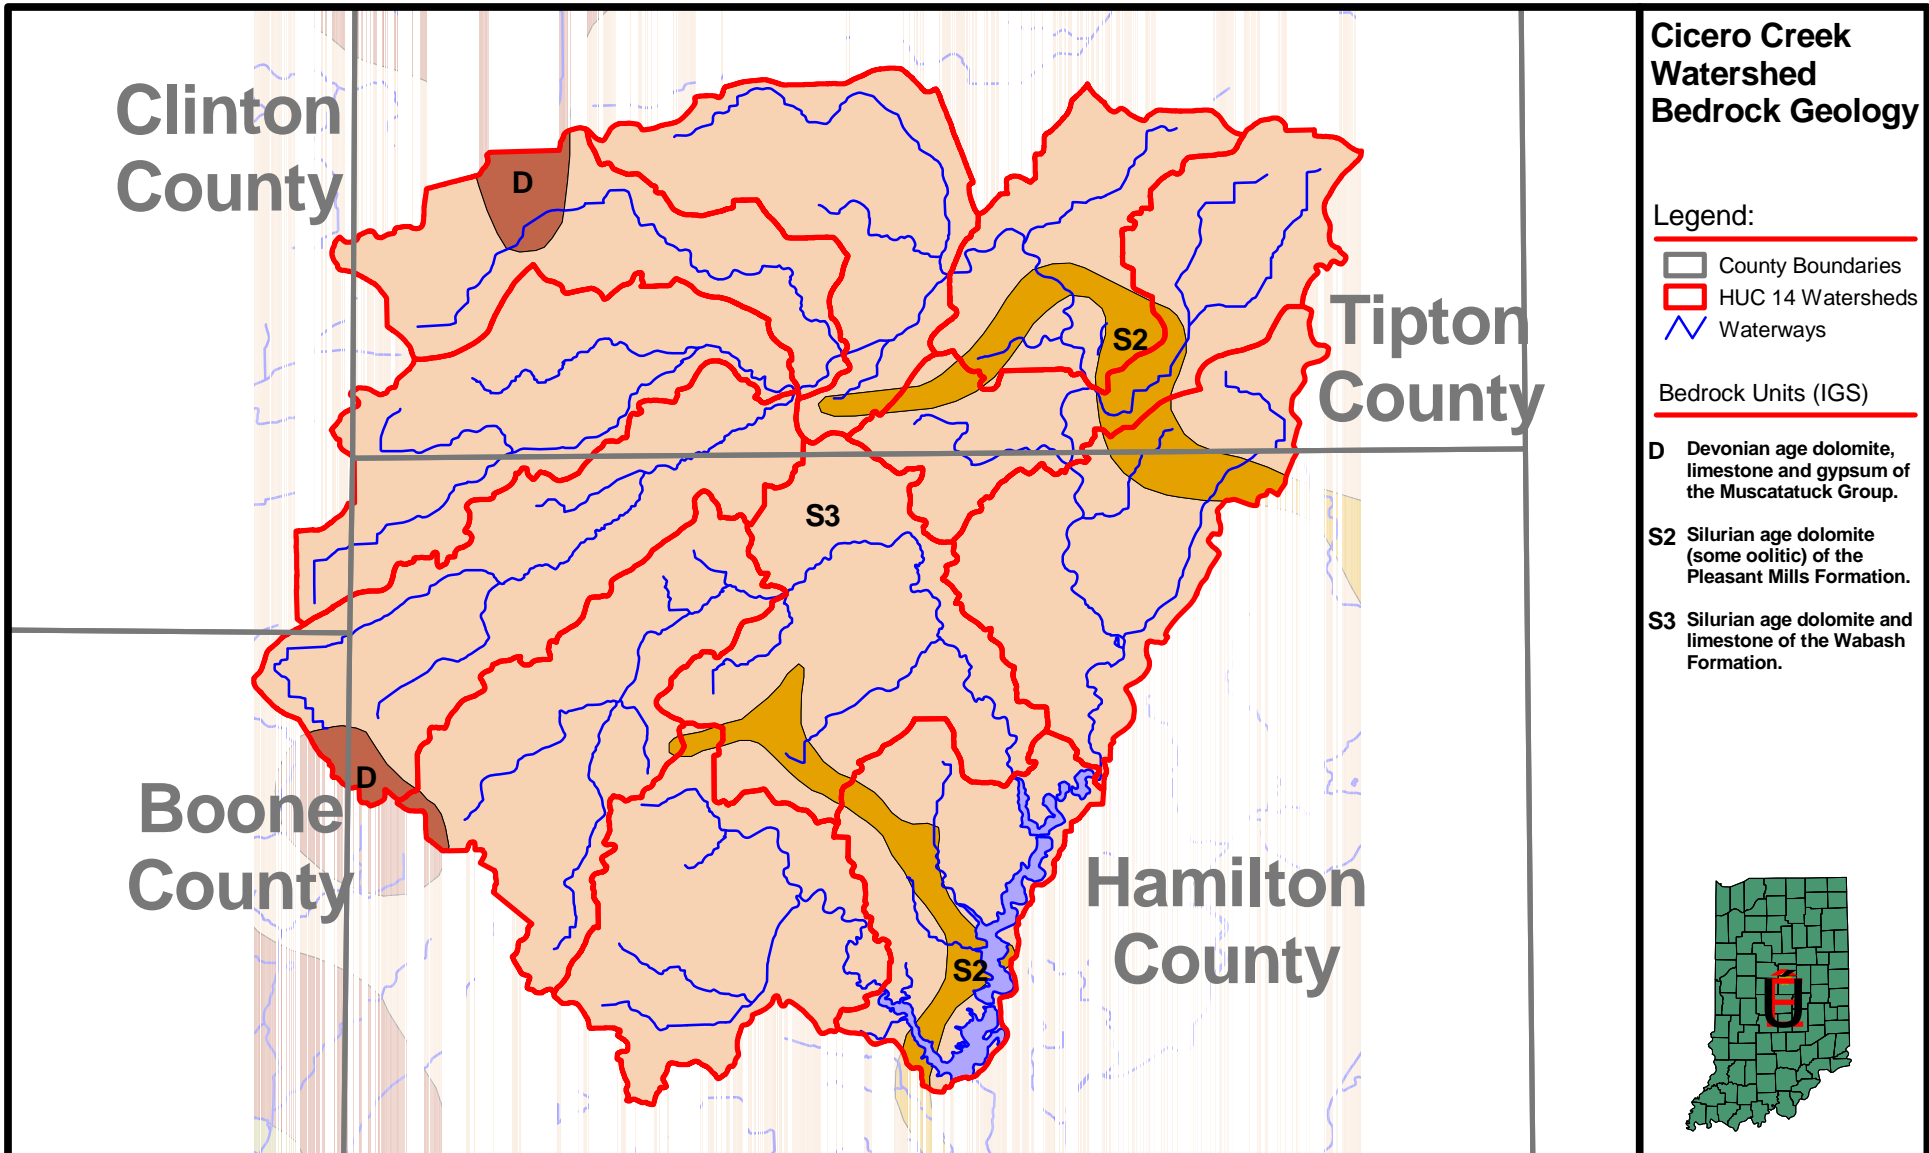 Cicero Creek
Watershed
Bedrock Geology
Legend:
County Boundaries
HUC 14 Watersheds
Waterways
Bedrock Units (IGS)
D Devonian age dolomite,
limestone and gypsum of
the Muscatatuck Group.
S2 Silurian age dolomite
(some oolitic) of the
Pleasant Mills Formation.
S3 Silurian age dolomite and
limestone of the Wabash
Formation.
Clinton
County
D
Tipton
County
S2
S3
Boone
County
D
Hamilton
County
S2
Ú